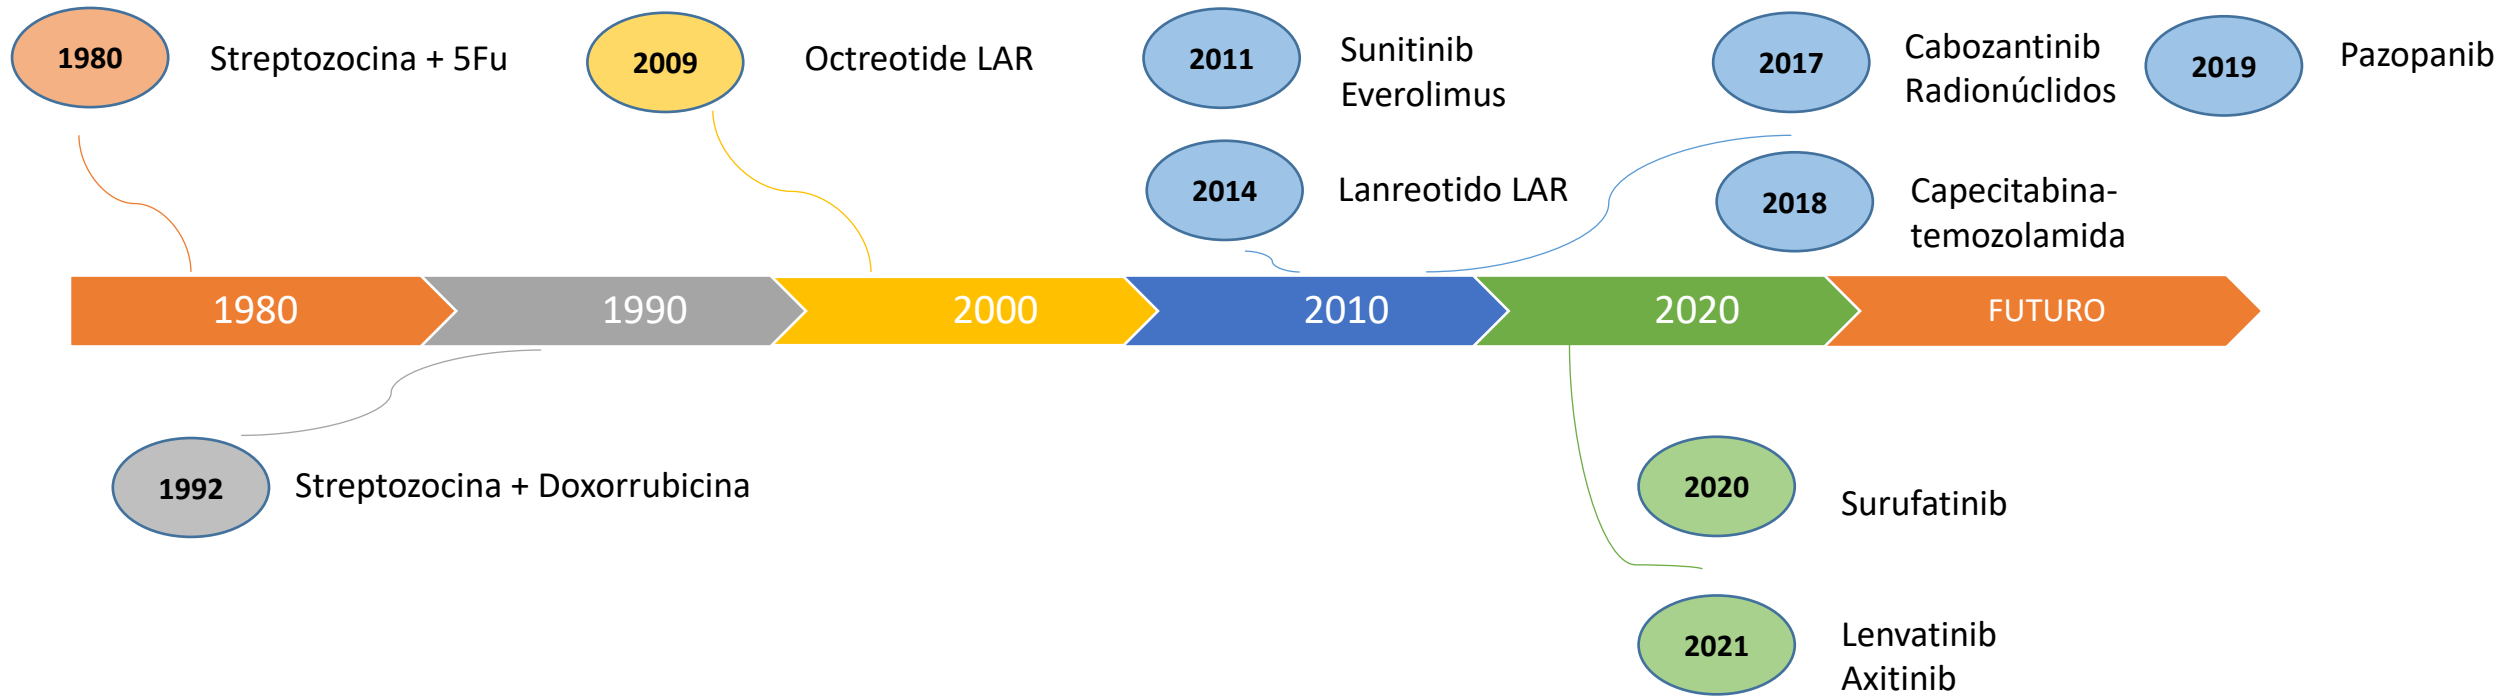 1980
Streptozocina + 5Fu
2009
Octreotide LAR
2011
Sunitinib
Everolimus
2014
Lanreotido LAR
2017
Cabozantinib
Radionúclidos
2018
Capecitabina-
temozolamida
2019
Pazopanib
1980
1990
2000
2010
2020
FUTURO
1992
Streptozocina + Doxorrubicina
2020
Surufatinib
2021
Lenvatinib
Axitinib